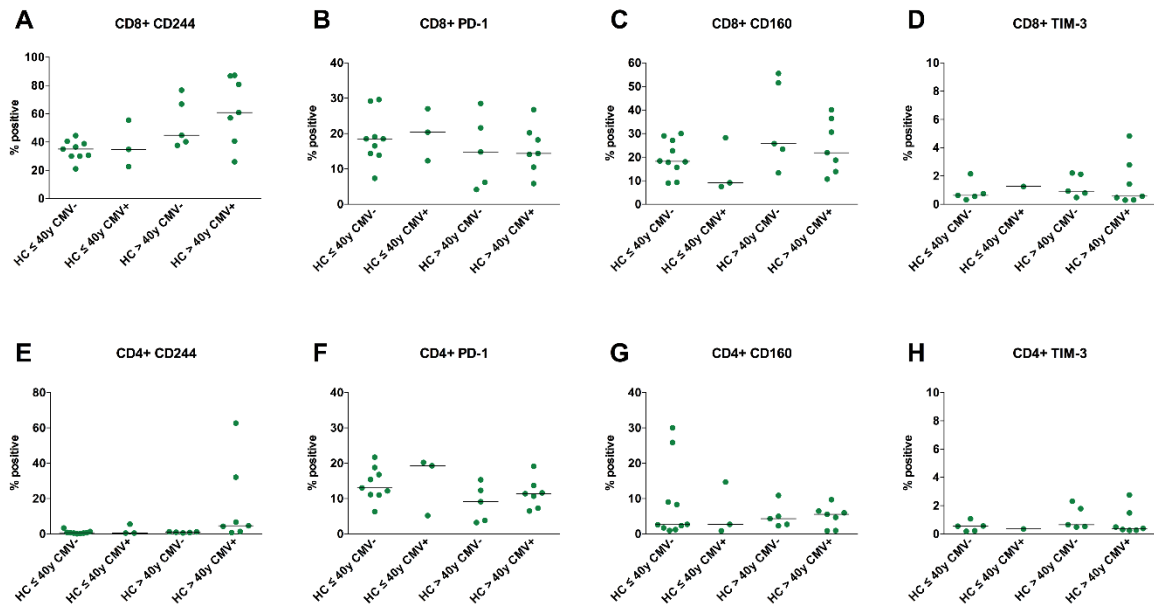 A
CD8+ CD244
% positive
100
80
60
40
20
0
HC ≤ 40y CMV-
HC ≤ 40y CMV+
HC > 40y CMV-
HC > 40y CMV+
B
CD8+ PD-1
% positive
40
30
20
10
0
HC ≤ 40y CMV-
HC ≤ 40y CMV+
HC > 40y CMV-
HC > 40y CMV+
C
CD8+ CD160
% positive
60
50
40
30
20
10
0
HC ≤ 40y CMV-
HC ≤ 40y CMV+
HC > 40y CMV-
HC > 40y CMV+
D
CD8+ TIM-3
% positive
10
8
6
4
2
0
HC ≤ 40y CMV-
HC ≤ 40y CMV+
HC > 40y CMV-
HC > 40y CMV+
E
CD4+ CD244
% positive
80
60
40
20
0
HC ≤ 40y CMV-
HC ≤ 40y CMV+
HC > 40y CMV-
HC > 40y CMV+
F
CD4+ PD-1
% positive
40
30
20
10
0
HC ≤ 40y CMV-
HC ≤ 40y CMV+
HC > 40y CMV-
HC > 40y CMV+
G
CD4+ CD160
% positive
40
30
20
10
0
HC ≤ 40y CMV-
HC ≤ 40y CMV+
HC > 40y CMV-
HC > 40y CMV+
H
CD4+ TIM-3
% positive
10
8
6
4
2
0
HC ≤ 40y CMV-
HC ≤ 40y CMV+
HC > 40y CMV-
HC > 40y CMV+